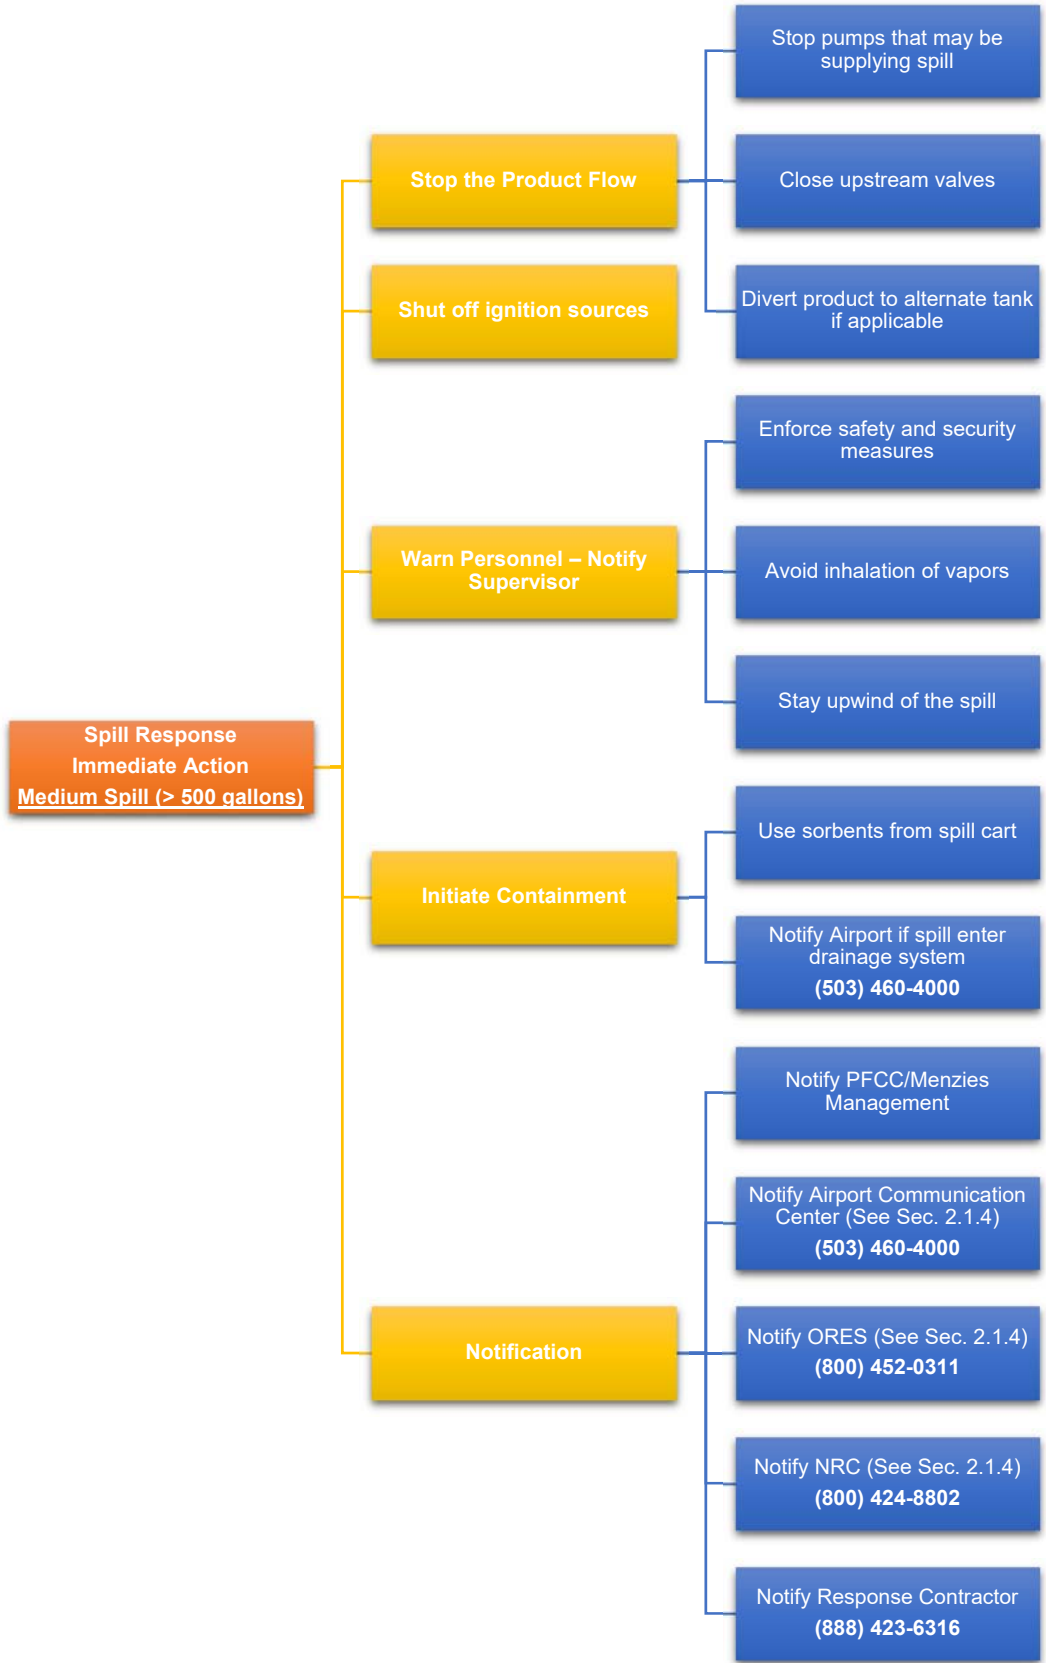 Spill Response
Immediate Action
Medium Spill (> 500 gallons)
Stop the Product Flow
Stop pumps that may be
supplying spill
Close upstream valves
Divert product to alternate tank
if applicable
Shut off ignition sources
Warn Personnel – Notify
Supervisor
Enforce safety and security
measures
Avoid inhalation of vapors
Stay upwind of the spill
Initiate Containment
Use sorbents from spill cart
Notify Airport if spill enter
drainage system
(503) 460-4000
Notification
Notify PFCC/Menzies
Management
Notify Airport Communication
Center (See Sec. 2.1.4)
(503) 460-4000
Notify ORES (See Sec. 2.1.4)
(800) 452-0311
Notify NRC (See Sec. 2.1.4)
(800) 424-8802
Notify Response Contractor
(888) 423-6316